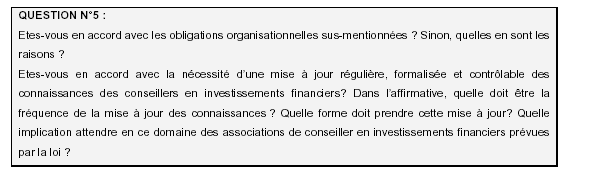 QUESTION N°5 :
Etes-vous en accord avec les obligations organisationnelles sus-mentionnées ? Sinon, quelles en sont les
raisons ?
Etes-vous en accord avec la nécessité d'une mise à jour régulière, formalisée et contrôlable des
connaissances des conseillers en investissements financiers? Dans l'affirmative, quelle doit être la
fréquence de la mise à jour des connaissances ? Quelle forme doit prendre cette mise à jour? Quelle
implication attendre en ce domaine des associations de conseiller en investissements financiers prévues
par la loi ?